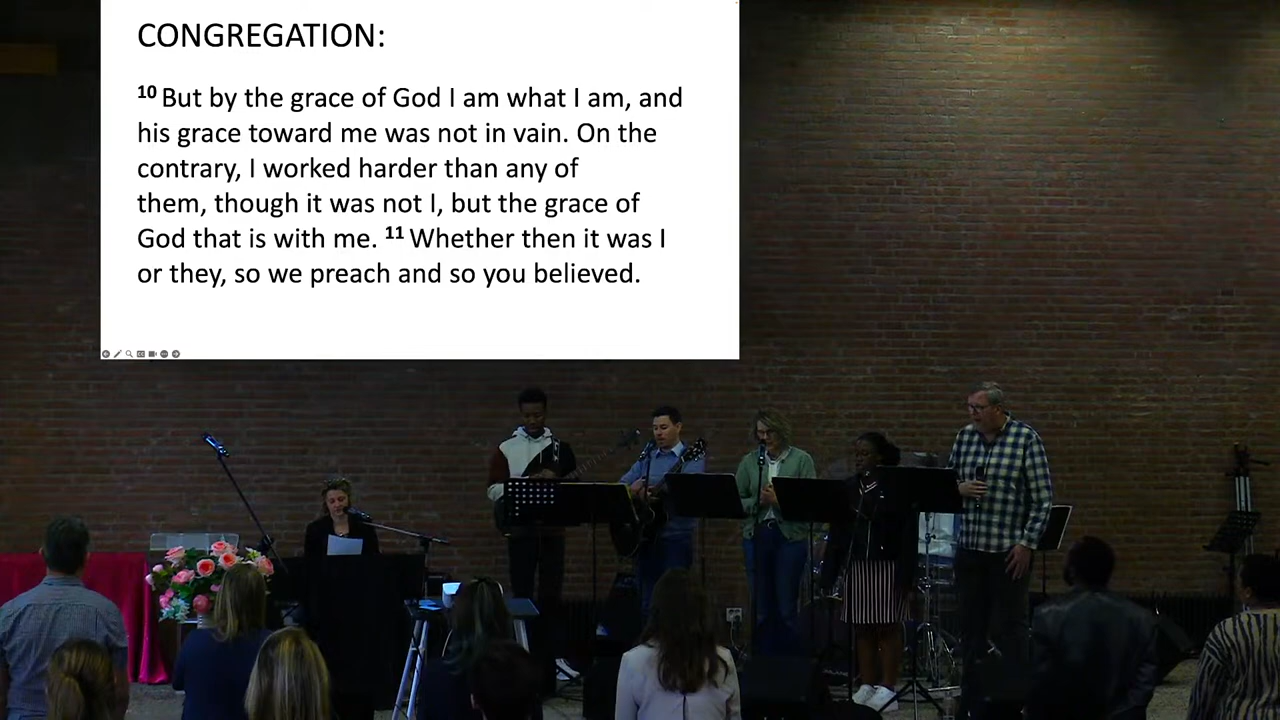 CONGREGATION:
10 But by the grace of God I am what I am, and
his grace toward me was not in vain. On the
contrary, I worked harder than any of
them, though it was not I, but the grace of
God that is with me. 11 Whether then it was I
or they, so we preach and so you believed.